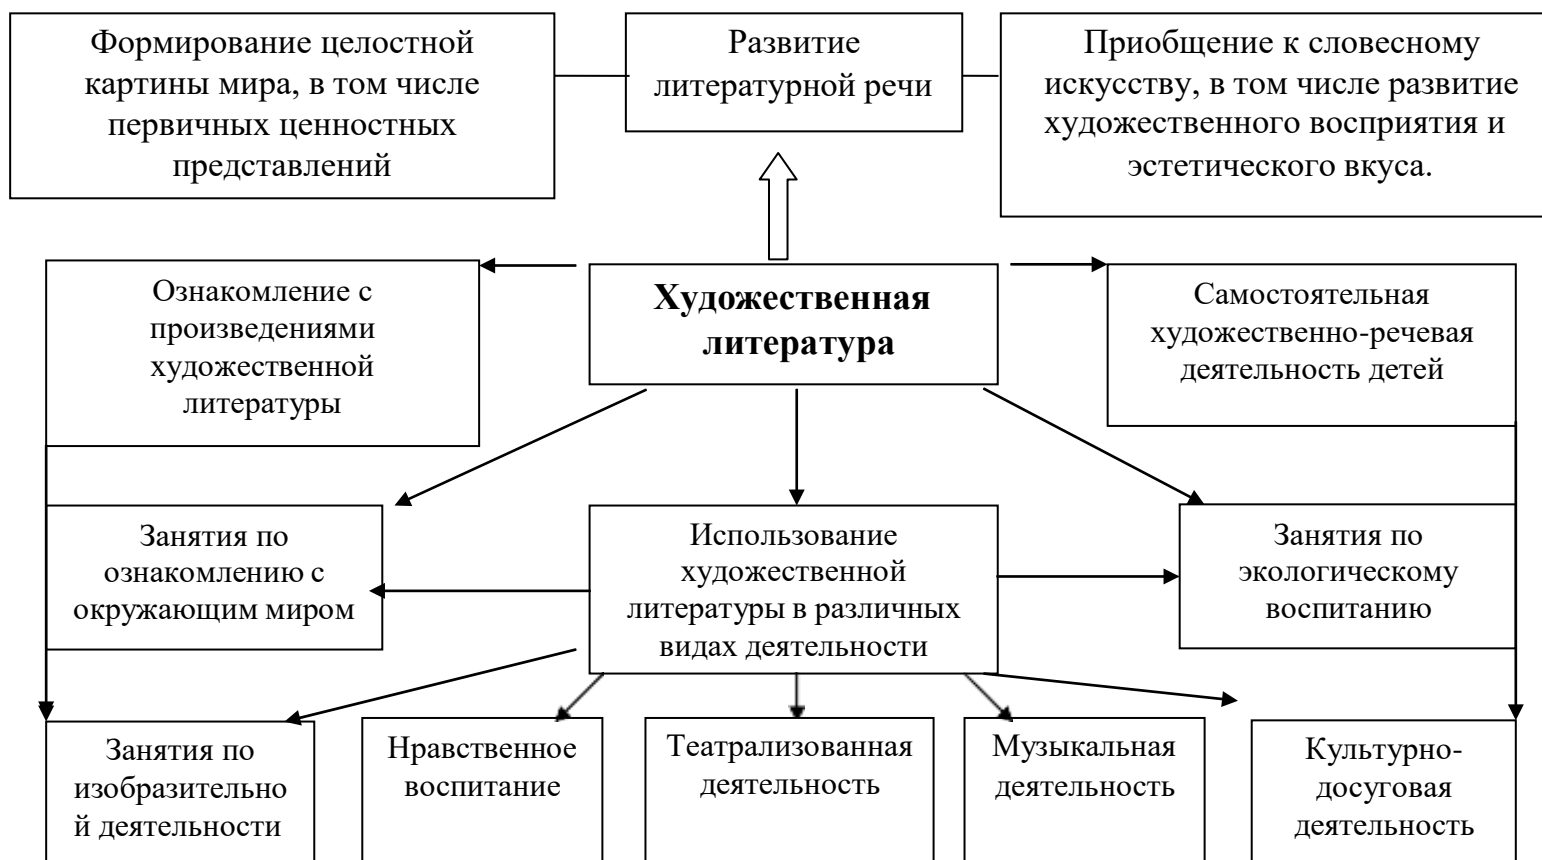 Формирование целостной
картины мира, в том числе
первичных ценностных
представлений
Развитие
литературной речи
Приобщение к словесному
искусству, в том числе развитие
художественного восприятия и
эстетического вкуса.
Ознакомление с
произведениями
художественной
литературы
Художественная
литература
Самостоятельная
художественно-речевая
деятельность детей
Занятия по
ознакомлению с
окружающим миром
Использование
художественной
литературы в различных
видах деятельности
Занятия по
экологическому
воспитанию
Занятия по
изобразительно
й деятельности
Нравственное
воспитание
Театрализованная
деятельность
Музыкальная
деятельность
Культурно-
досуговая
деятельность